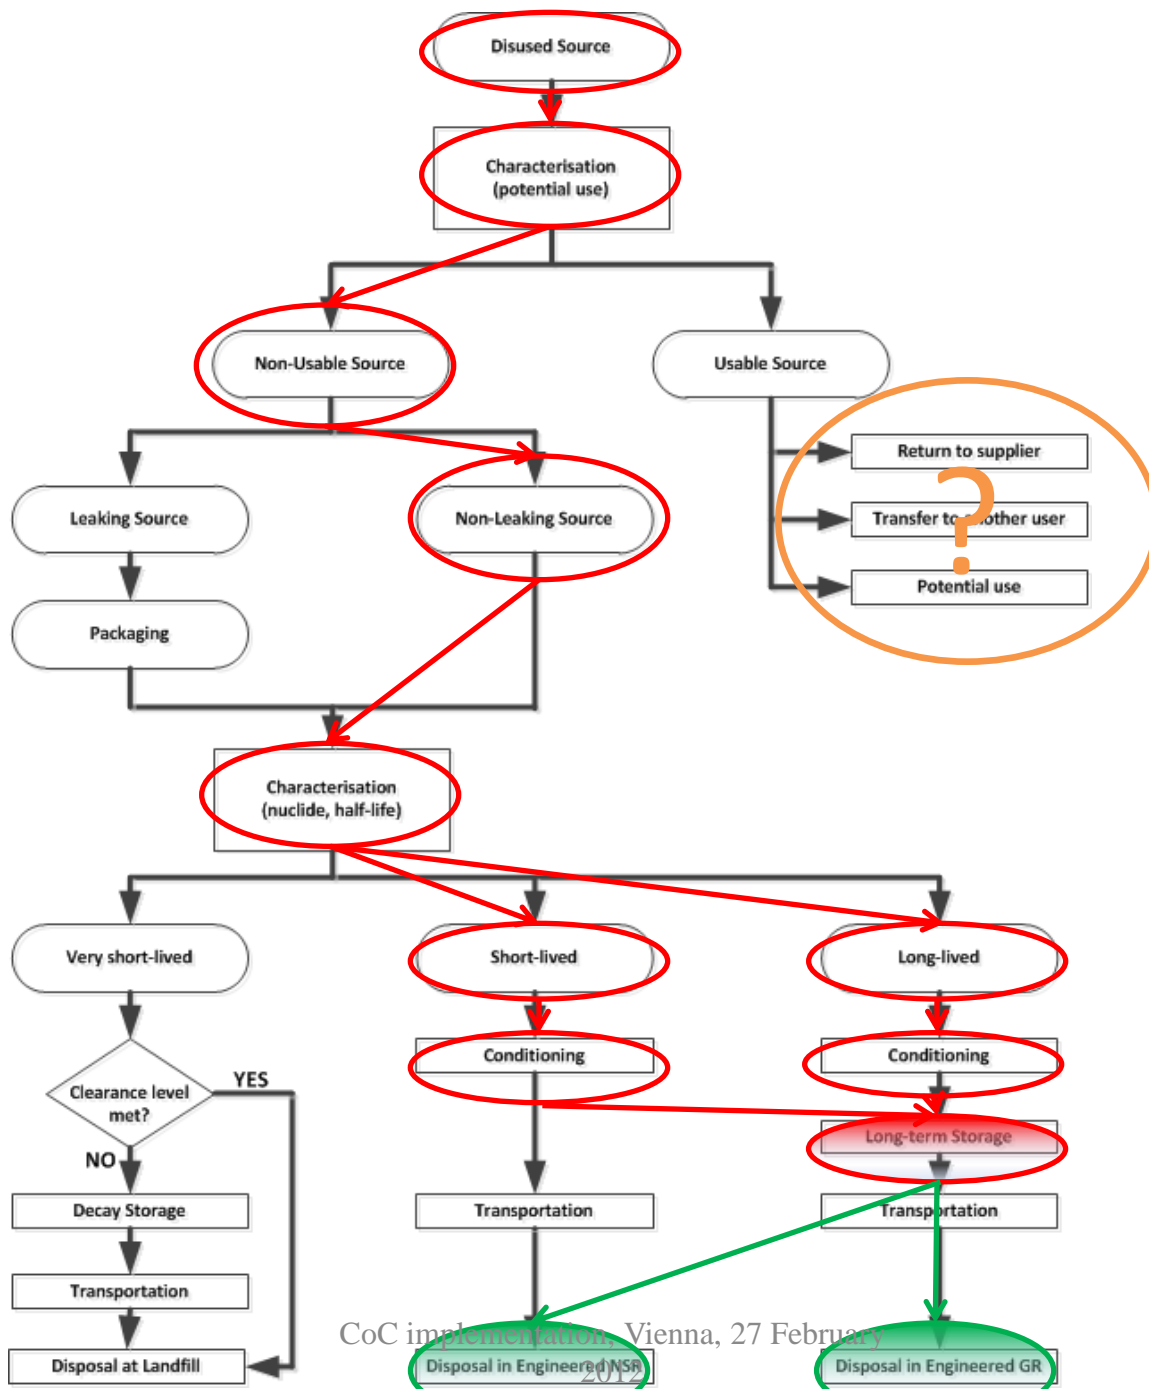 Disused Source
Characterisation
(potential use)
Non-Usable Source
Usable Source
Return to supplier
Transfer to another user
Potential use
?
Leaking Source
Non-Leaking Source
Packaging
Characterisation
(nuclide, half-life)
Very short-lived
Short-lived
Long-lived
Conditioning
Conditioning
Clearance level
met?
YES
NO
Long-term Storage
Decay Storage
Transportation
Transportation
Transportation
CoC implementation, Vienna, 27 February
2012
Disposal at Landfill
Disposal in Engineered NSR
Disposal in Engineered GR